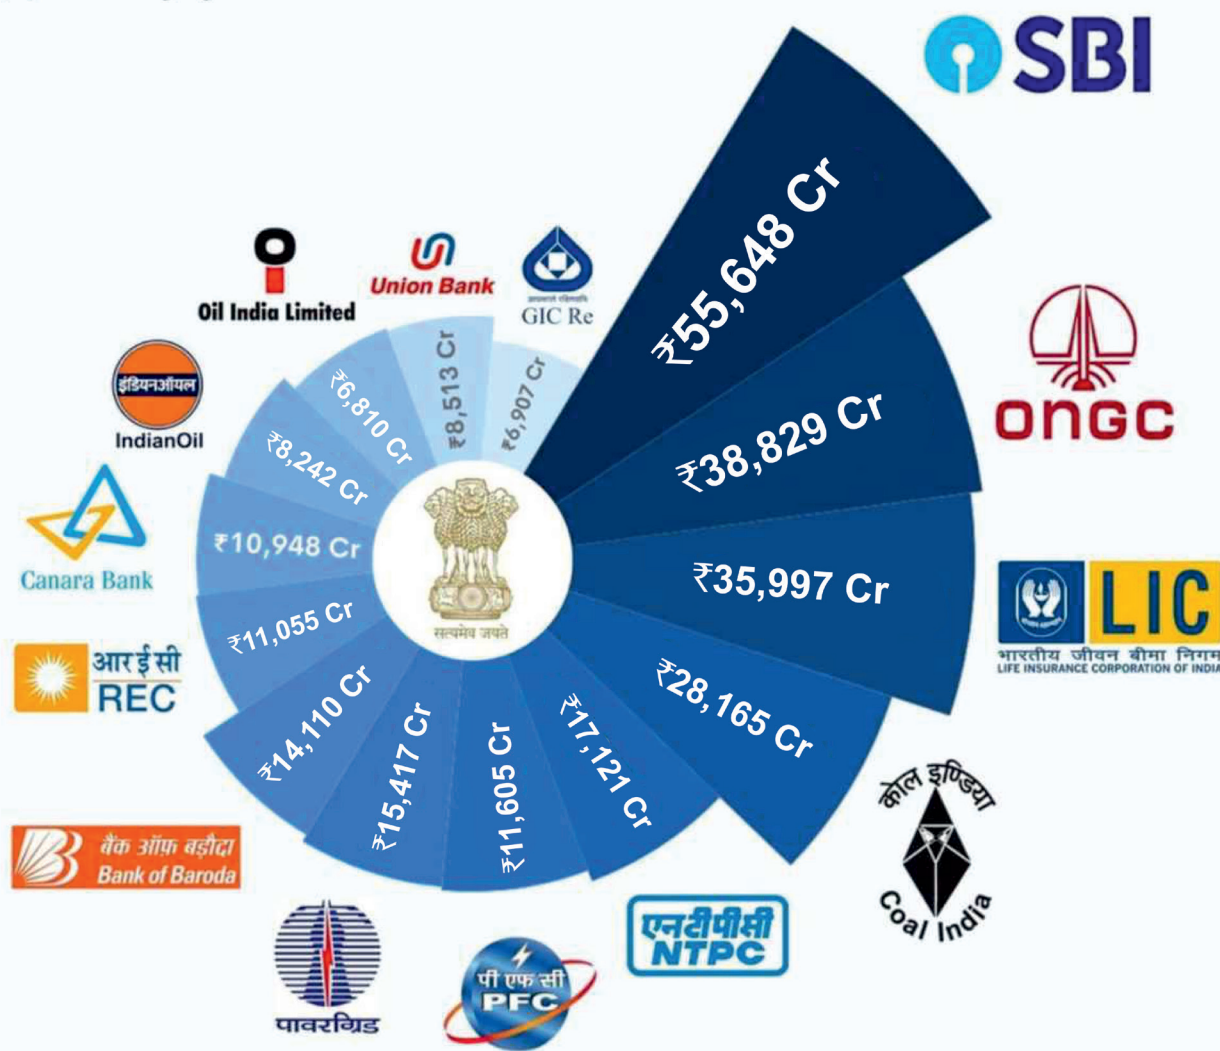 SBI
₹55,648 Cr
ONGC
₹38,829 Cr
LIC
भारतीय जीवन बीमा निगम
LIFE INSURANCE CORPORATION OF INDIA
₹35,997 Cr
कोल इण्डिया
Coal India
₹28,165 Cr
एनटीपीसी
NTPC
₹17,121 Cr
पी एफ सी
PFC
₹11,605 Cr
पावरग्रिड
₹15,417 Cr
बैंक ऑफ़ बड़ौदा
Bank of Baroda
₹14,110 Cr
आर ई सी
REC
₹11,055 Cr
Canara Bank
₹10,948 Cr
इंडियनऑयल
IndianOil
₹8,242 Cr
Oil India Limited
₹6,810 Cr
Union Bank
₹8,513 Cr
GIC Re
₹6,907 Cr
सत्यमेव जयते